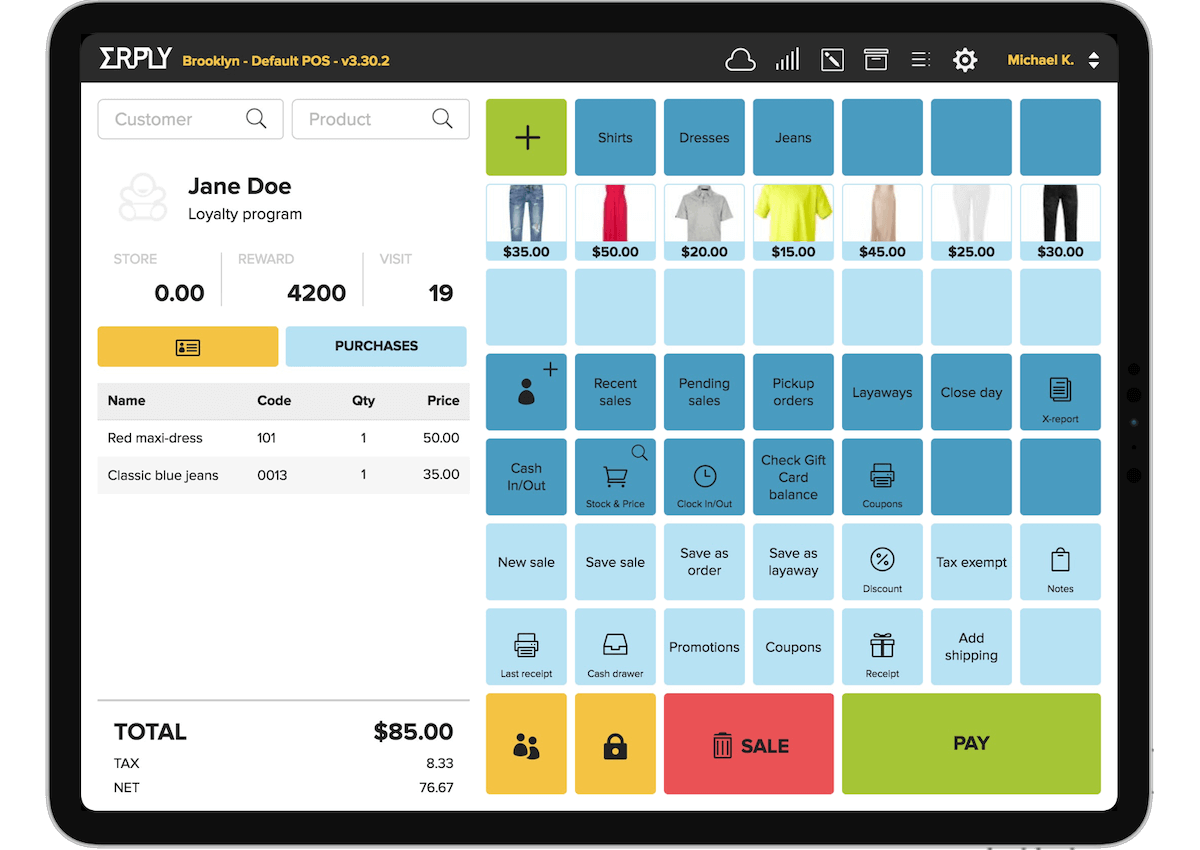 ERPLY Brooklyn - Default POS - v3.30.2
Michael K.
Customer
Product
Jane Doe
Loyalty program
STORE REWARD VISIT
0.00 4200 19
PURCHASES
Name Code Qty Price
Red maxi-dress 101 1 50.00
Classic blue jeans 0013 1 35.00
TOTAL $85.00
TAX 8.33
NET 76.67
+
Shirts
Dresses
Jeans
$35.00 $50.00 $20.00 $15.00 $45.00 $25.00 $30.00
+
Recent
sales
Pending
sales
Pickup
orders
Layaways
Close day
X-report
Cash
In/Out
Stock & Price
Clock In/Out
Check Gift
Card
balance
Coupons
New sale
Save sale
Save as
order
Save as
layaway
%
Discount
Tax exempt
Notes
Last receipt
Cash drawer
Promotions
Coupons
Receipt
Add
shipping
SALE
PAY